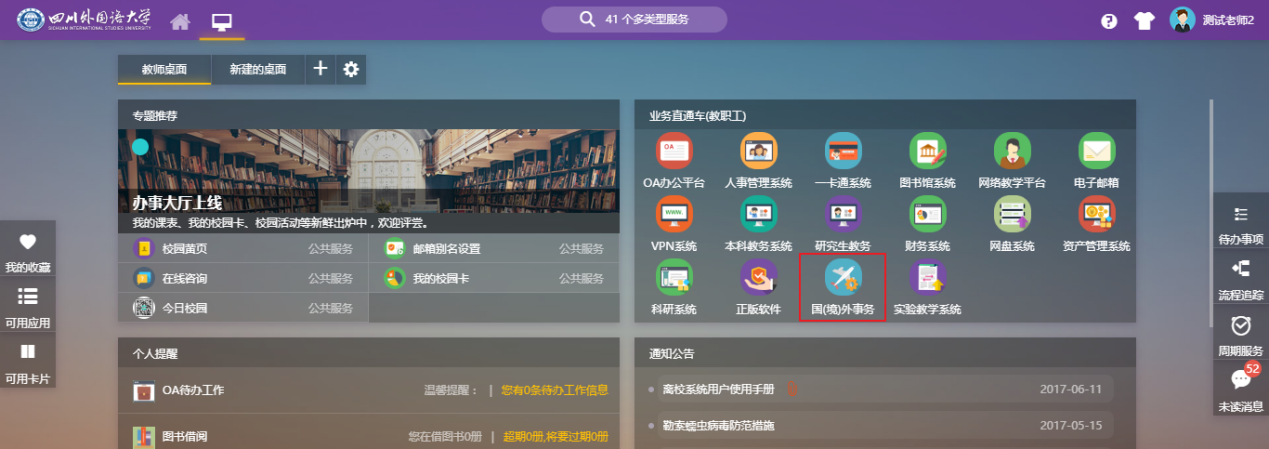 四川外国语大学
SICHUAN INTERNATIONAL STUDIES UNIVERSITY
41 个多类型服务
测试老师2
教师桌面 新建的桌面
专题推荐
办事大厅上线
我的课表、我的校园卡、校园活动等新鲜出炉中，欢迎评尝。
校园黄页 公共服务 邮箱别名设置 公共服务
在线咨询 公共服务 我的校园卡 公共服务
今日校园 公共服务
业务直通车(教职工)
OA
OA办公平台 人事管理系统 一卡通系统 图书馆系统 网络教学平台 电子邮箱
www.
VPN系统 本科教务系统 研究生教务 财务系统 网盘系统 资产管理系统
科研系统 正版软件 国(境)外事务 实验教学系统
个人提醒
OA待办工作 温馨提醒： | 您有0条待办工作信息
图书借阅 您在借图书0册 | 超期0册,将要过期0册
通知公告
离校系统用户使用手册 2017-06-11
勒索蠕虫病毒防范措施 2017-05-15
我的收藏
可用应用
可用卡片
待办事项
流程追踪
周期服务
52
未读消息